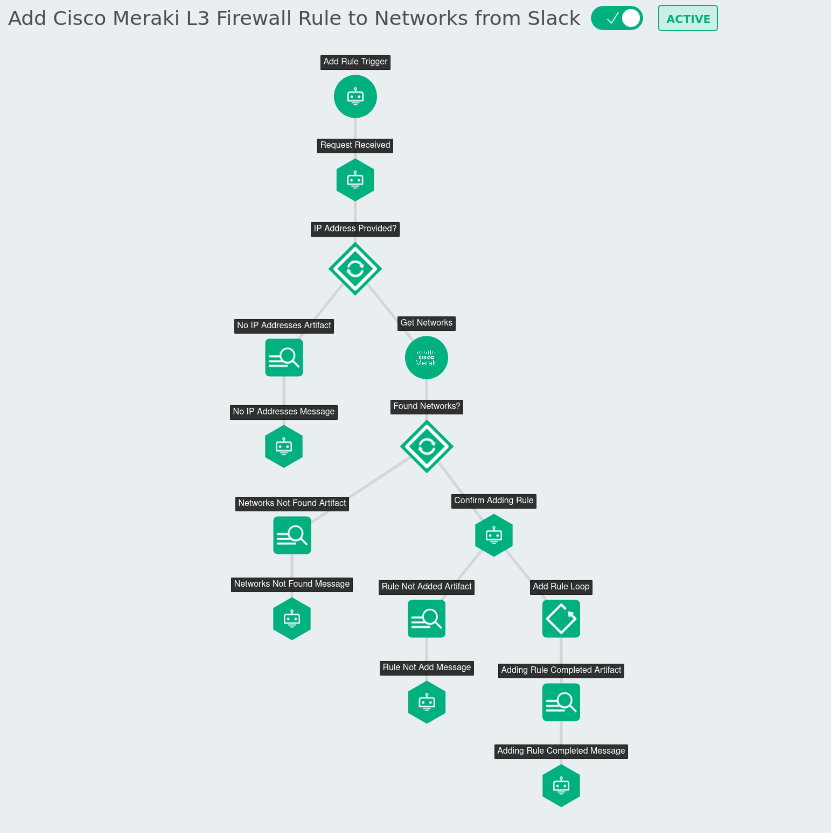 Add Cisco Meraki L3 Firewall Rule to Networks from Slack
ACTIVE
Add Rule Trigger
Request Received
IP Address Provided?
No IP Addresses Artifact
Get Networks
cisco
Meraki
No IP Addresses Message
Found Networks?
Networks Not Found Artifact
Confirm Adding Rule
Networks Not Found Message
Rule Not Added Artifact
Add Rule Loop
Rule Not Add Message
Adding Rule Completed Artifact
Adding Rule Completed Message